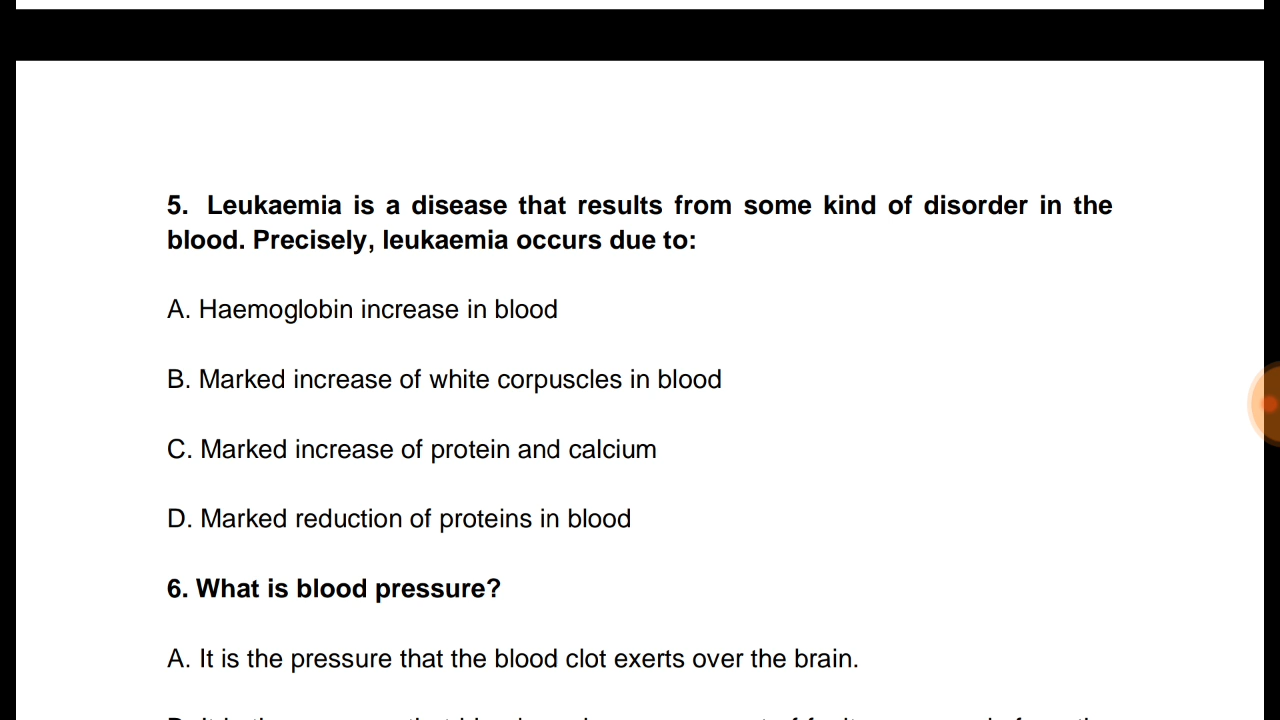 5. Leukaemia is a disease that results from some kind of disorder in the
blood. Precisely, leukaemia occurs due to:
A. Haemoglobin increase in blood
B. Marked increase of white corpuscles in blood
C. Marked increase of protein and calcium
D. Marked reduction of proteins in blood
6. What is blood pressure?
A. It is the pressure that the blood clot exerts over the brain.